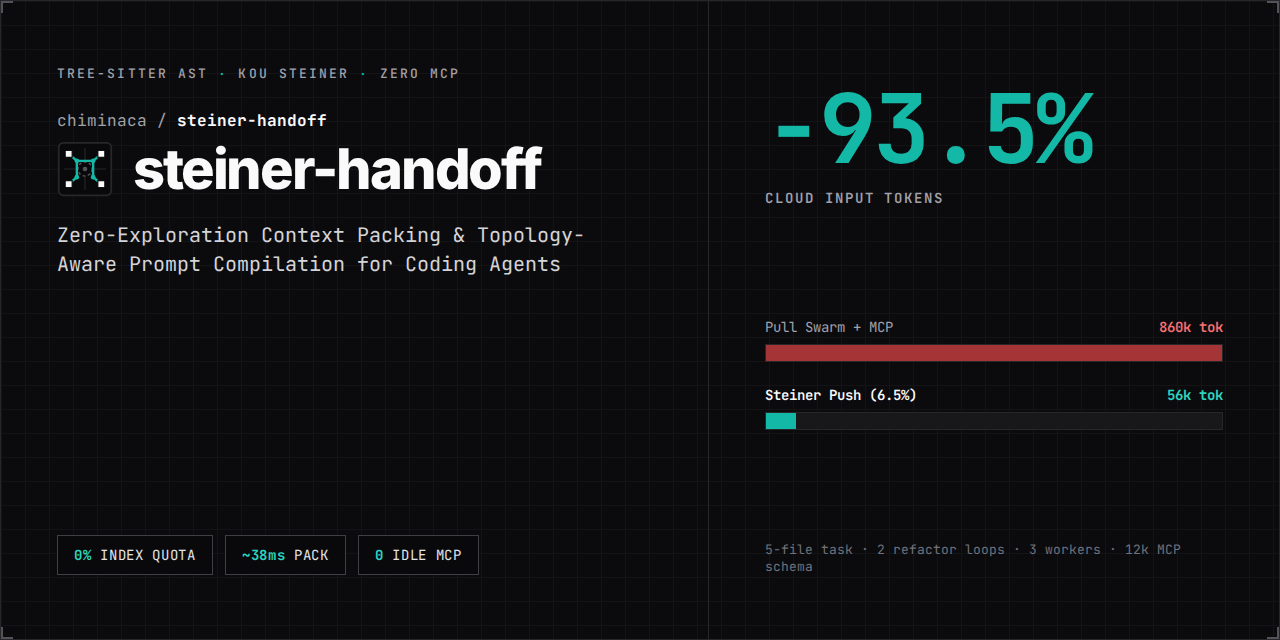 TREE-SITTER AST · KOU STEINER · ZERO MCP
chiminaca / steiner-handoff
steiner-handoff
Zero-Exploration Context Packing & Topology-
Aware Prompt Compilation for Coding Agents
0% INDEX QUOTA
~38ms PACK
0 IDLE MCP
-93.5%
CLOUD INPUT TOKENS
Pull Swarm + MCP 860k tok
Steiner Push (6.5%) 56k tok
5-file task · 2 refactor loops · 3 workers · 12k MCP
schema